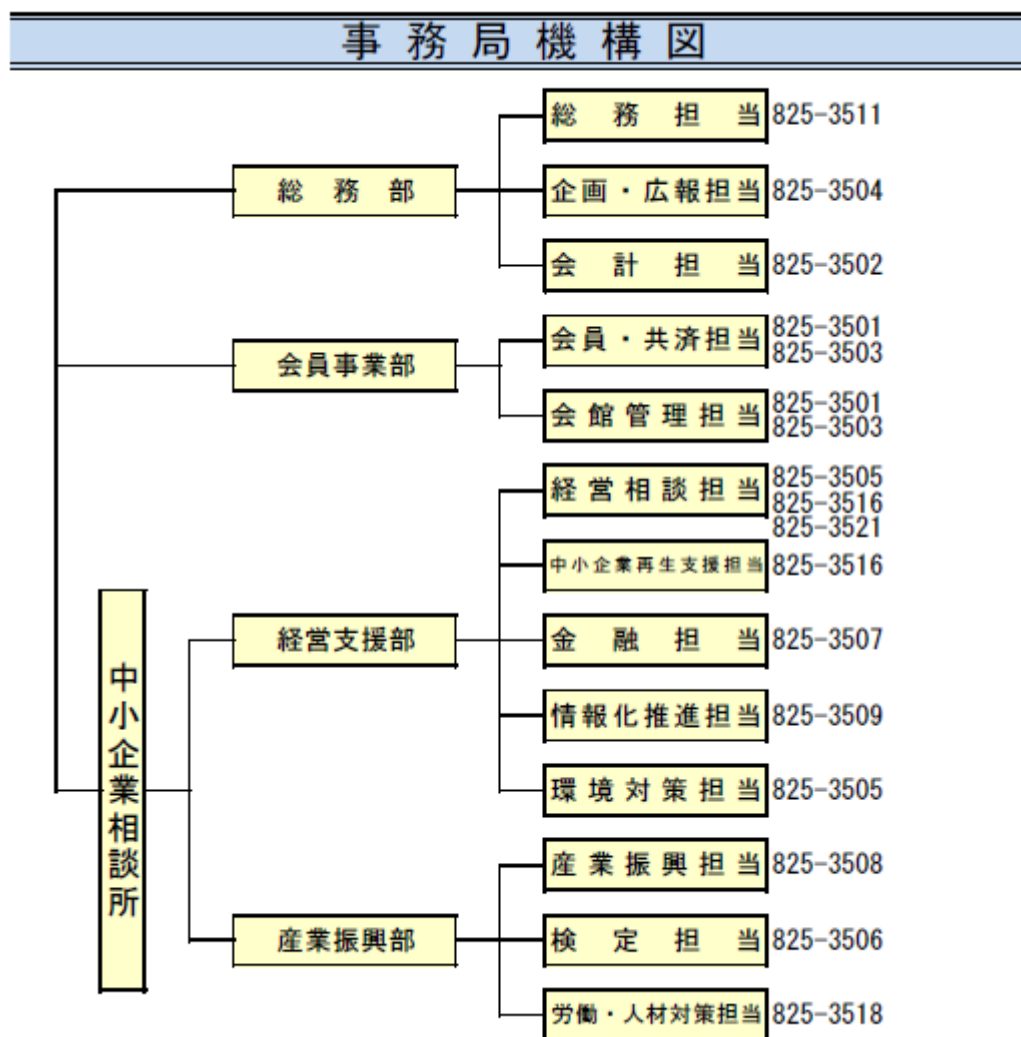 事務局機構図
総務担当 825-3511
総務部
企画・広報担当 825-3504
会計担当 825-3502
会員事業部
会員・共済担当 825-3501
825-3503
会館管理担当 825-3501
825-3503
中小企業相談所
経営支援部
経営相談担当 825-3505
825-3516
825-3521
中小企業再生支援担当 825-3516
金融担当 825-3507
情報化推進担当 825-3509
環境対策担当 825-3505
産業振興部
産業振興担当 825-3508
検定担当 825-3506
労働・人材対策担当 825-3518